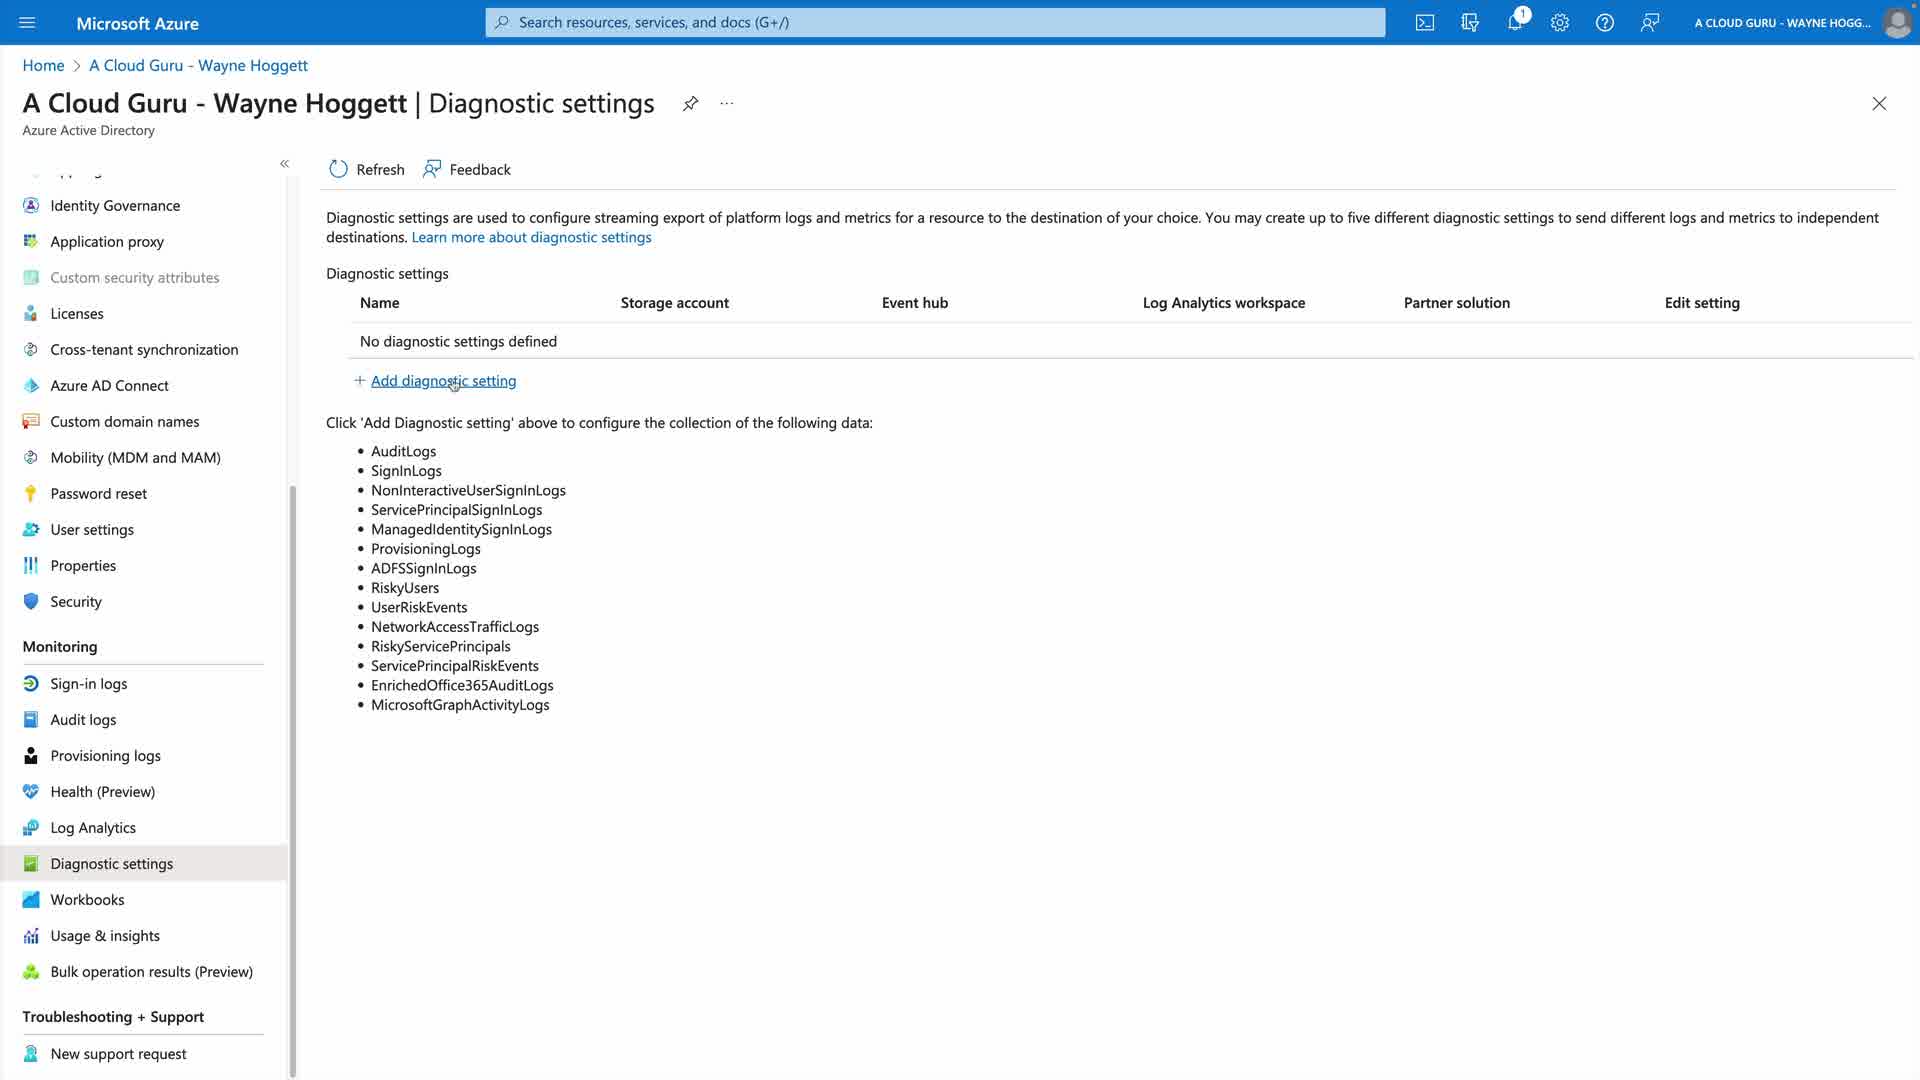 Microsoft Azure
Search resources, services, and docs (G+/)
1
A CLOUD GURU - WAYNE HOGG...
Home > A Cloud Guru - Wayne Hoggett
A Cloud Guru - Wayne Hoggett | Diagnostic settings
Azure Active Directory
Identity Governance
Application proxy
Custom security attributes
Licenses
Cross-tenant synchronization
Azure AD Connect
Custom domain names
Mobility (MDM and MAM)
Password reset
User settings
Properties
Security
Monitoring
Sign-in logs
Audit logs
Provisioning logs
Health (Preview)
Log Analytics
Diagnostic settings
Workbooks
Usage & insights
Bulk operation results (Preview)
Troubleshooting + Support
New support request
Refresh
Feedback
Diagnostic settings are used to configure streaming export of platform logs and metrics for a resource to the destination of your choice. You may create up to five different diagnostic settings to send different logs and metrics to independent
destinations. Learn more about diagnostic settings
Diagnostic settings
Name Storage account Event hub Log Analytics workspace Partner solution Edit setting
No diagnostic settings defined
+ Add diagnostic setting
Click 'Add Diagnostic setting' above to configure the collection of the following data:
• AuditLogs
• SignInLogs
• NonInteractiveUserSignInLogs
• ServicePrincipalSignInLogs
• ManagedIdentitySignInLogs
• ProvisioningLogs
• ADFSSignInLogs
• RiskyUsers
• UserRiskEvents
• NetworkAccessTrafficLogs
• RiskyServicePrincipals
• ServicePrincipalRiskEvents
• EnrichedOffice365AuditLogs
• MicrosoftGraphActivityLogs